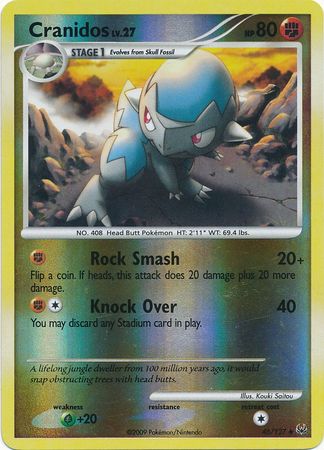 Cranidos LV.27 HP 80
STAGE 1 Evolves from Skull Fossil
NO. 408 Head Butt Pokémon HT: 2'11" WT: 69.4 lbs.
Rock Smash 20+
Flip a coin. If heads, this attack does 20 damage plus 20 more
damage.
Knock Over 40
You may discard any Stadium card in play.
A lifelong jungle dweller from 100 million years ago, it would
snap obstructing trees with head butts.
Illus. Kouki Saitou
weakness resistance retreat cost
+20
©2009 Pokémon/Nintendo 46/127